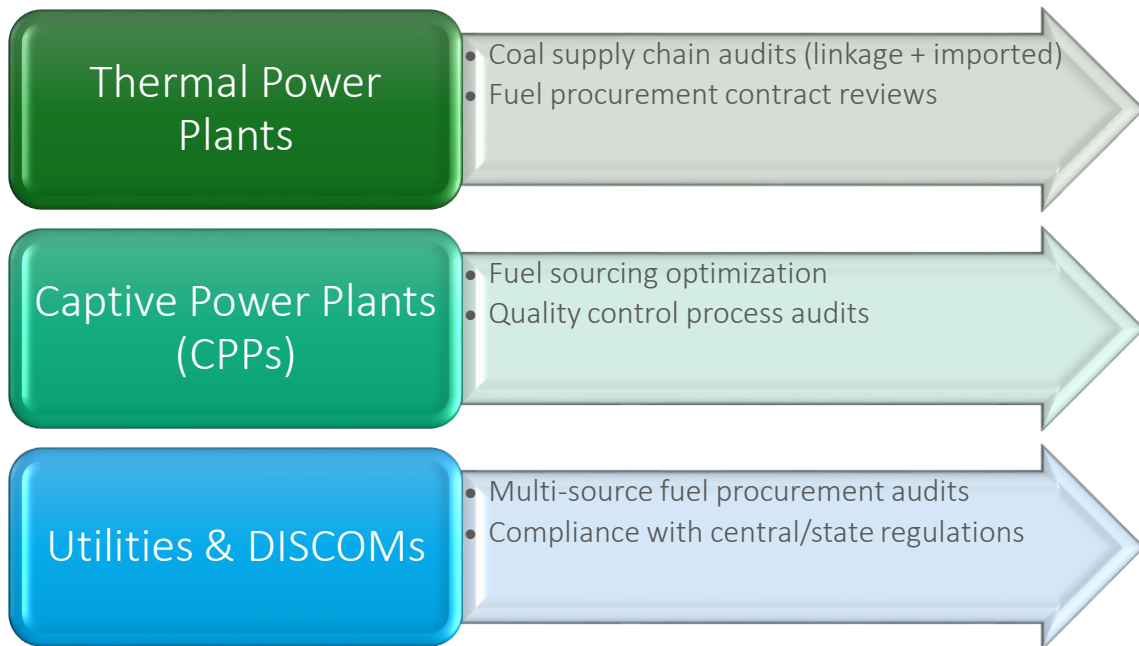 Thermal Power
Plants
• Coal supply chain audits (linkage + imported)
• Fuel procurement contract reviews
Captive Power Plants
(CPPs)
• Fuel sourcing optimization
• Quality control process audits
Utilities & DISCOMs
• Multi-source fuel procurement audits
• Compliance with central/state regulations